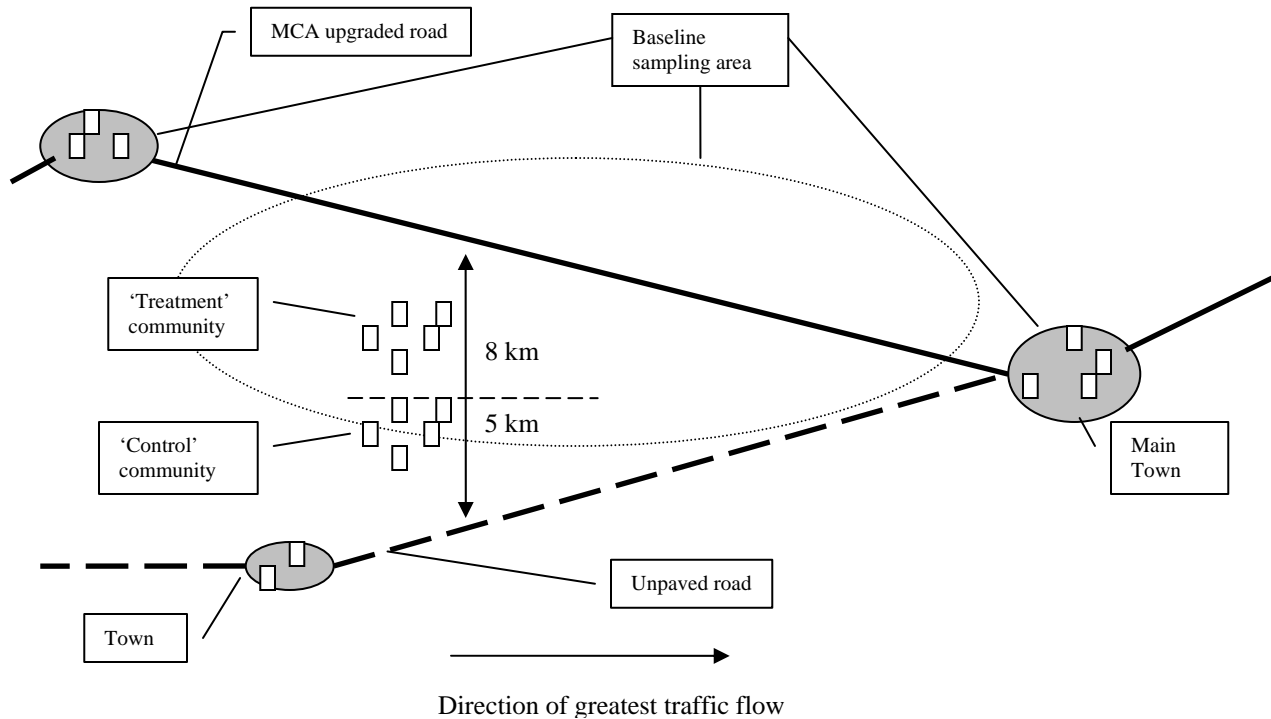 MCA upgraded road
Baseline
sampling area
‘Treatment’
community
8 km
‘Control’
community
5 km
Main
Town
Unpaved road
Town
Direction of greatest traffic flow